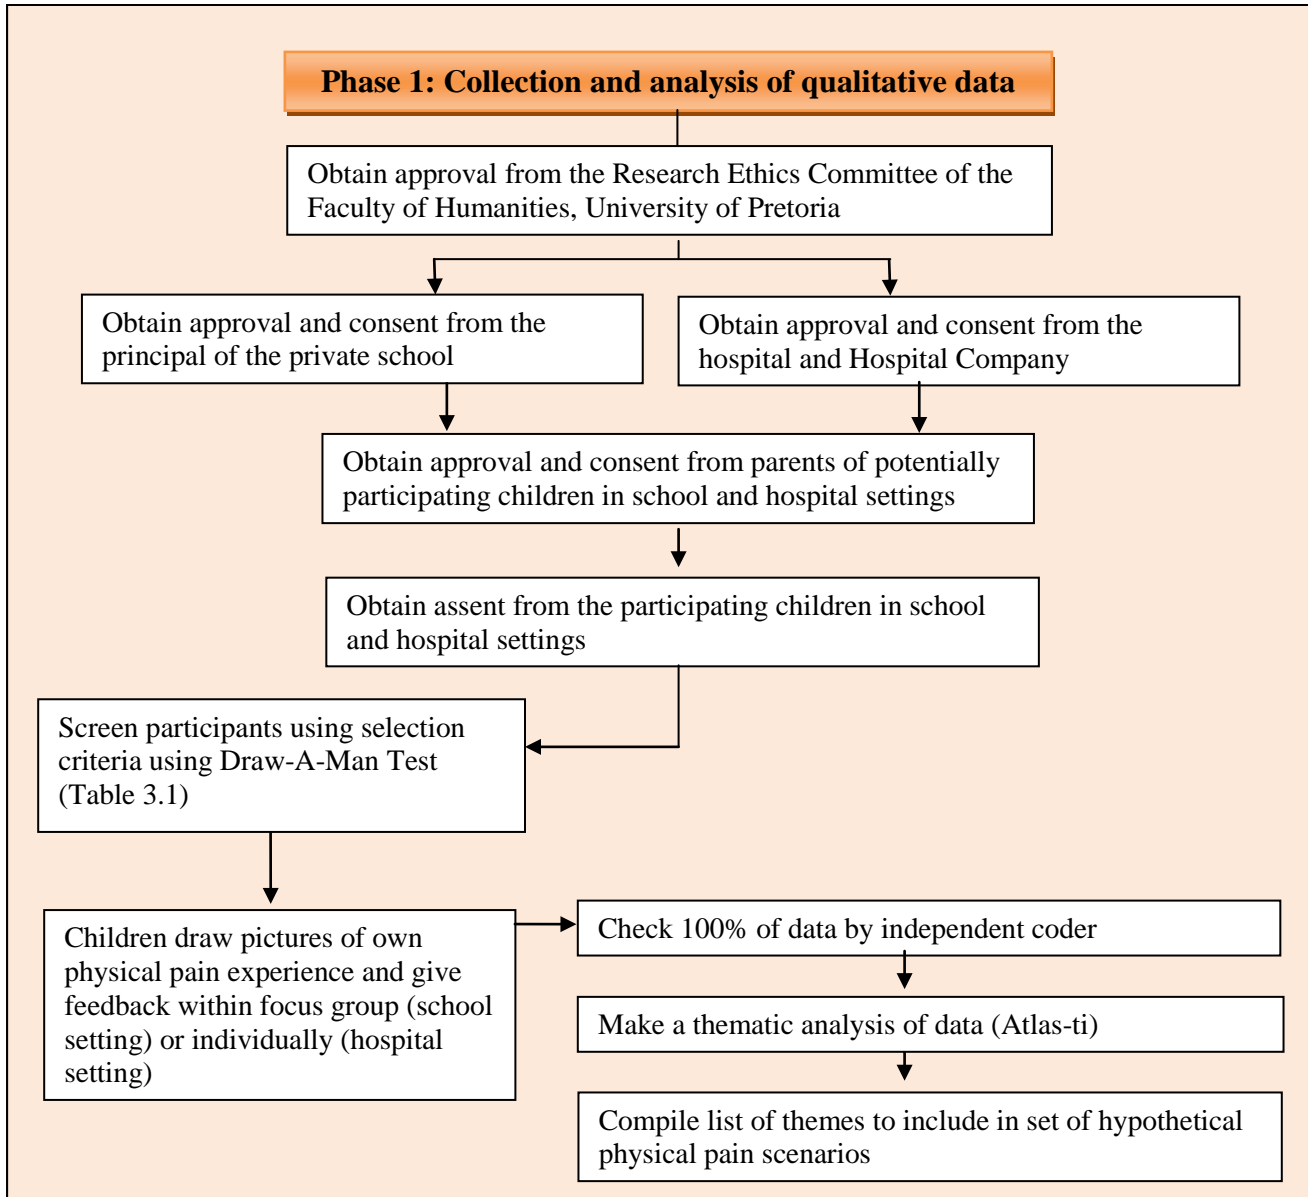 Phase 1: Collection and analysis of qualitative data
Obtain approval from the Research Ethics Committee of the
Faculty of Humanities, University of Pretoria
Obtain approval and consent from the
principal of the private school
Obtain approval and consent from the
hospital and Hospital Company
Obtain approval and consent from parents of potentially
participating children in school and hospital settings
Obtain assent from the participating children in school
and hospital settings
Screen participants using selection
criteria using Draw-A-Man Test
(Table 3.1)
Children draw pictures of own
physical pain experience and give
feedback within focus group (school
setting) or individually (hospital
setting)
Check 100% of data by independent coder
Make a thematic analysis of data (Atlas-ti)
Compile list of themes to include in set of hypothetical
physical pain scenarios